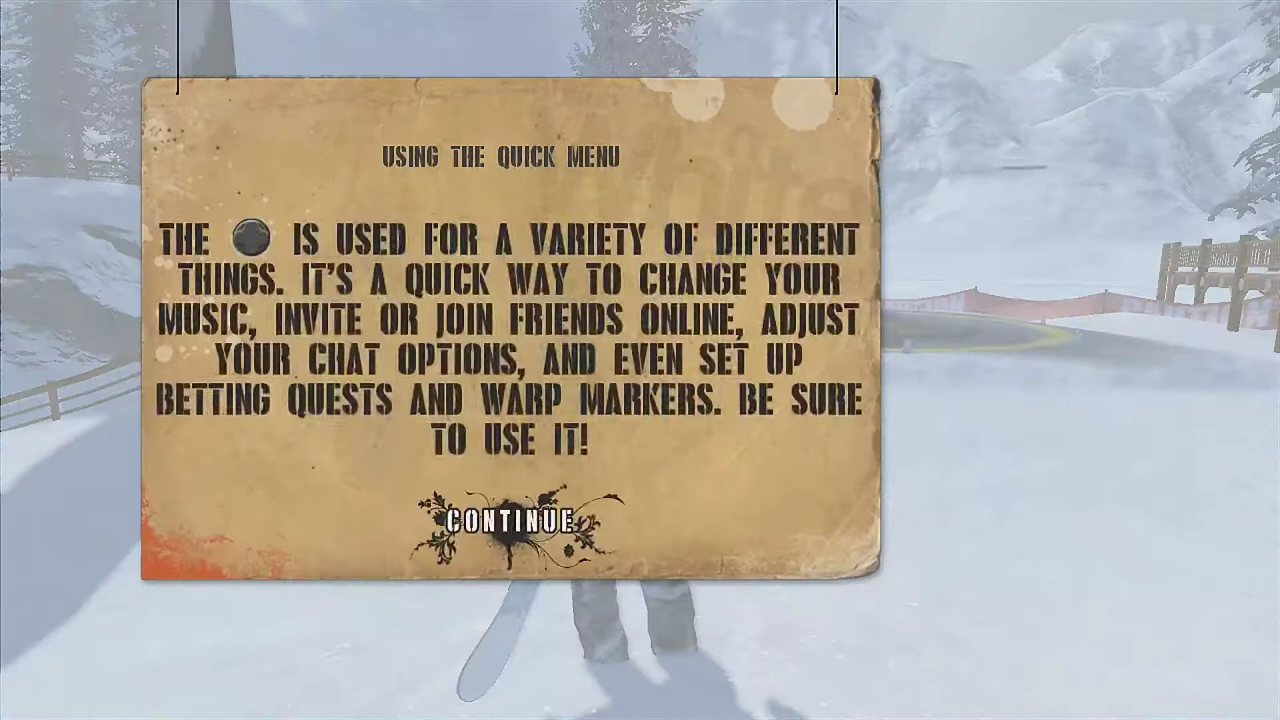 USING THE QUICK MENU
THE IS USED FOR A VARIETY OF DIFFERENT
THINGS. IT'S A QUICK WAY TO CHANGE YOUR
MUSIC, INVITE OR JOIN FRIENDS ONLINE, ADJUST
YOUR CHAT OPTIONS, AND EVEN SET UP
BETTING QUESTS AND WARP MARKERS. BE SURE
TO USE IT!
CONTINUE